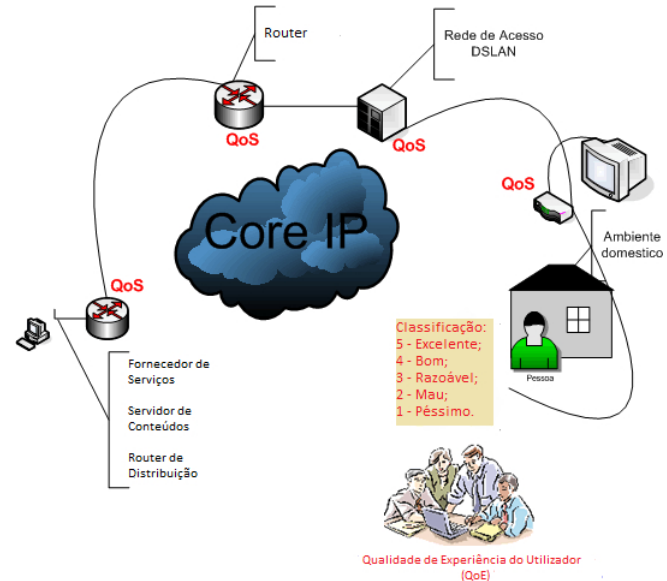 Router
Rede de Acesso
DSLAN
QoS
QoS
QoS
Core IP
Ambiente
domestico
QoS
Fornecedor de
Serviços
Servidor de
Conteúdos
Router de
Distribuição
Classificação:
5 - Excelente;
4 - Bom;
3 - Razoável;
2 - Mau;
1 - Péssimo.
Pessoa
Qualidade de Experiência do Utilizador
(QoE)